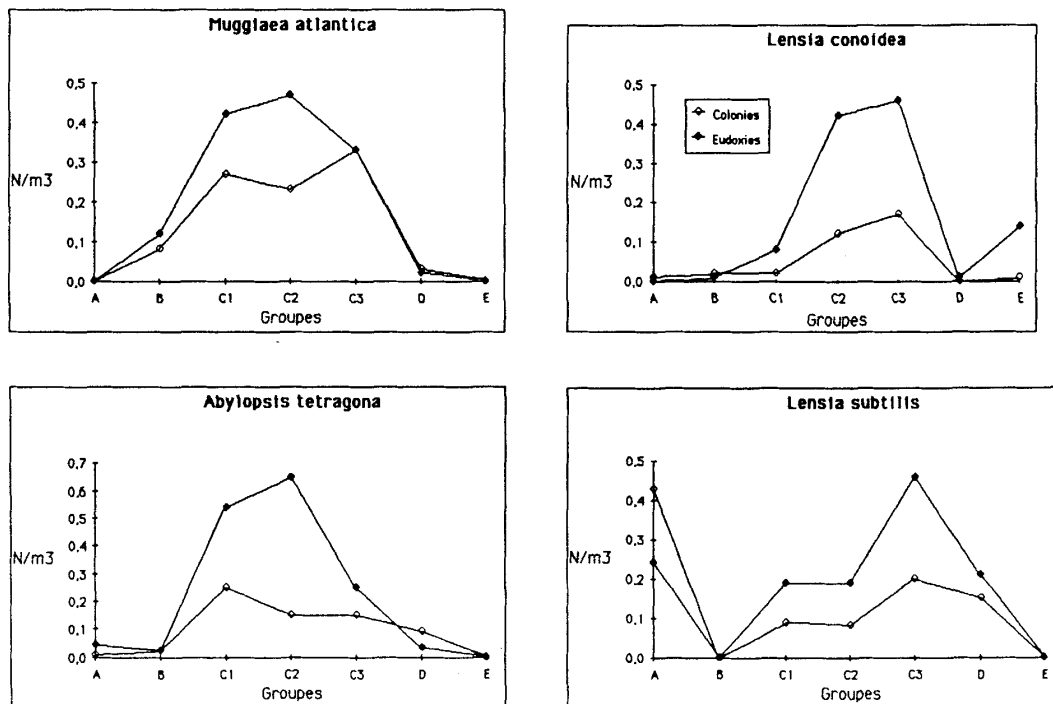 Muggiaea atlantica
0,5
0,4
0,3
N/m3
0,2
0,1
0,0
A B C1 C2 C3 D E
Groupes
Lensia conoidea
0,5
0,4
0,3
N/m3
0,2
0,1
0,0
Colonies
Eudoxies
A B C1 C2 C3 D E
Groupes
Abylopsis tetragona
0,7
0,6
0,5
0,4
N/m3
0,3
0,2
0,1
0,0
A B C1 C2 C3 D E
Groupes
Lensia subtilis
0,5
0,4
0,3
N/m3
0,2
0,1
0,0
A B C1 C2 C3 D E
Groupes